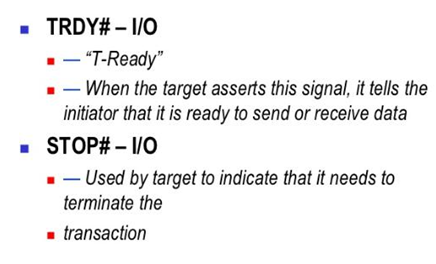 TRDY# – I/O
— “T-Ready”
— When the target asserts this signal, it tells the
initiator that it is ready to send or receive data
STOP# – I/O
— Used by target to indicate that it needs to
terminate the
transaction